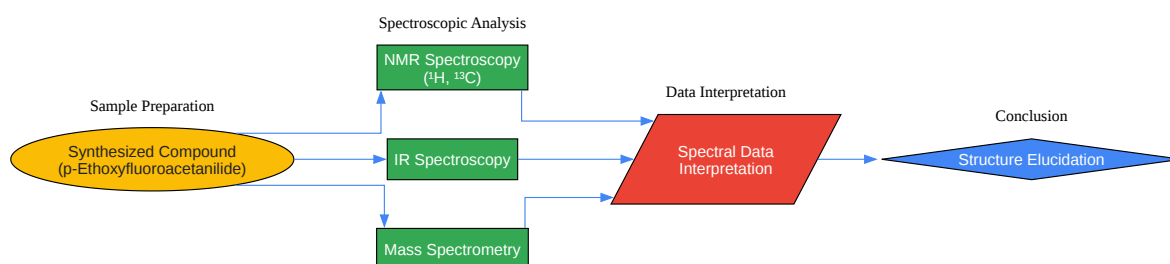 Spectroscopic Analysis
NMR Spectroscopy
(¹H, ¹³C)
Sample Preparation
Data Interpretation
Conclusion
Synthesized Compound
(p-Ethoxyfluoroacetanilide)
IR Spectroscopy
Spectral Data
Interpretation
Structure Elucidation
Mass Spectrometry